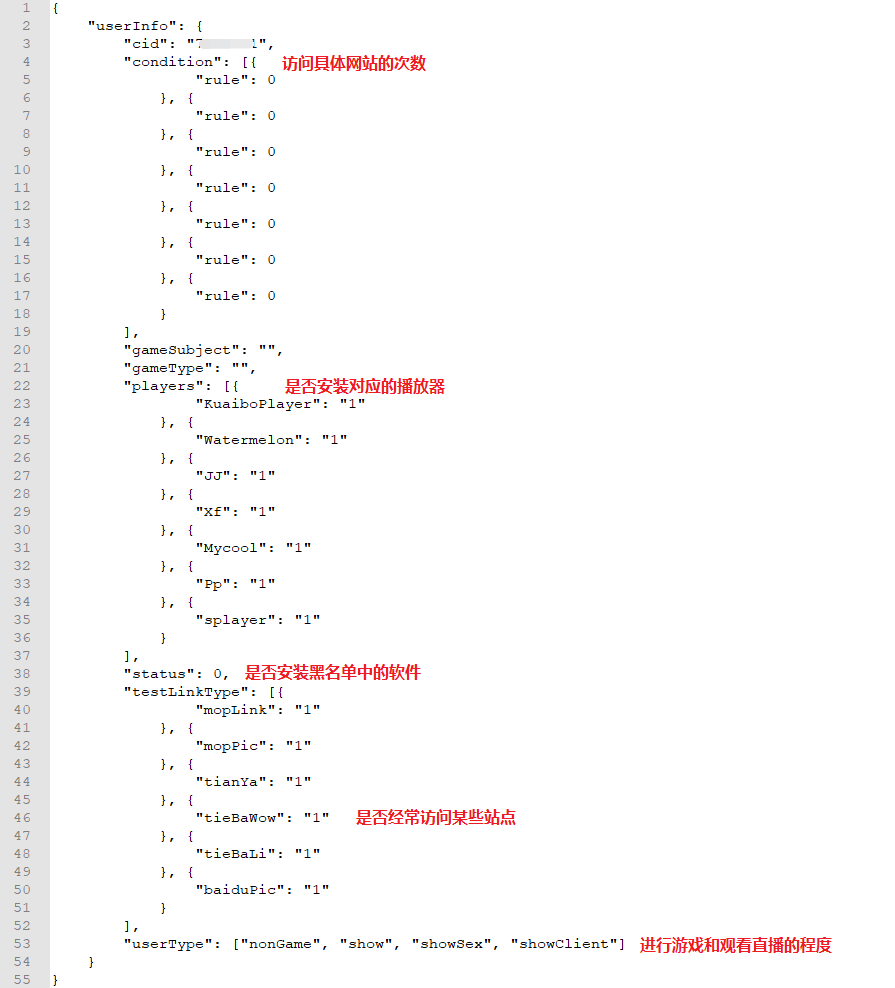 1 {
2 "userInfo": {
3 "cid": "7 1",
4 "condition": [{ 访问具体网站的次数
5 "rule": 0
6 }, {
7 "rule": 0
8 }, {
9 "rule": 0
10 }, {
11 "rule": 0
12 }, {
13 "rule": 0
14 }, {
15 "rule": 0
16 }, {
17 "rule": 0
18 }
19 ],
20 "gameSubject": "",
21 "gameType": "",
22 "players": [{ 是否安装对应的播放器
23 "KuaiboPlayer": "1"
24 }, {
25 "Watermelon": "1"
26 }, {
27 "JJ": "1"
28 }, {
29 "Xf": "1"
30 }, {
31 "Mycool": "1"
32 }, {
33 "Pp": "1"
34 }, {
35 "splayer": "1"
36 }
37 ],
38 "status": 0, 是否安装黑名单中的软件
39 "testLinkType": [{
40 "mopLink": "1"
41 }, {
42 "mopPic": "1"
43 }, {
44 "tianYa": "1"
45 }, {
46 "tieBaWow": "1" 是否经常访问某些站点
47 }, {
48 "tieBaLi": "1"
49 }, {
50 "baiduPic": "1"
51 }
52 ],
53 "userType": ["nonGame", "show", "showSex", "showClient"] 进行游戏和观看直播的程度
54 }
55 }